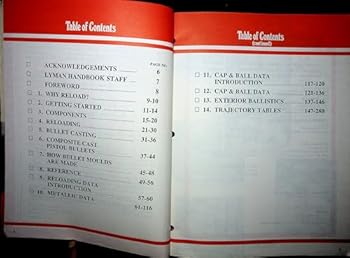 Table of Contents
PAGE NO.
ACKNOWLEDGEMENTS 6
LYMAN HANDBOOK STAFF 7
FOREWORD 8
1. WHY RELOAD? 9-10
2. GETTING STARTED 11-14
3. COMPONENTS 15-20
4. RELOADING 21-30
5. BULLET CASTING 31-36
6. COMPOSITE CAST
PISTOL BULLETS 37-44
7. HOW BULLET MOULDS
ARE MADE 45-48
8. REFERENCE 49-56
9. RELOADING DATA
INTRODUCTION 57-60
10. METALLIC DATA 61-116
Table of Contents
(continued)
11. CAP & BALL DATA
INTRODUCTION 117-120
12. CAP & BALL DATA 121-136
13. EXTERIOR BALLISTICS 137-146
14. TRAJECTORY TABLES 147-280